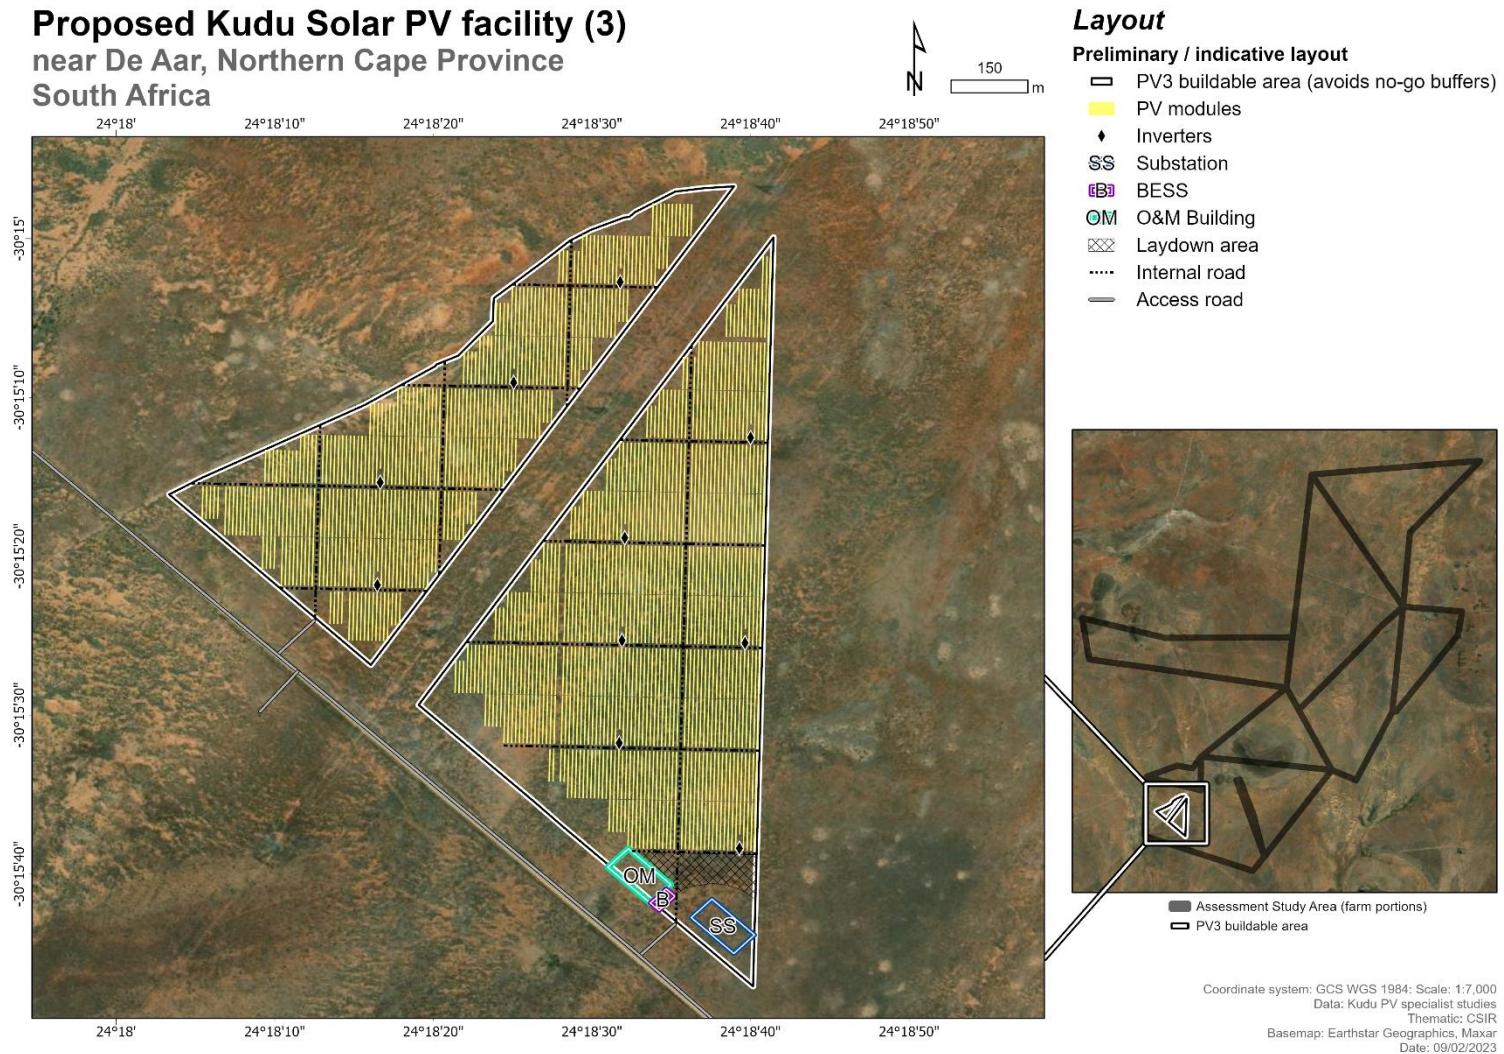 Proposed Kudu Solar PV facility (3)
near De Aar, Northern Cape Province
South Africa
N
150
m
Layout
Preliminary / indicative layout
PV3 buildable area (avoids no-go buffers)
PV modules
Inverters
SS Substation
B BESS
OM O&M Building
Laydown area
Internal road
Access road
24°18' 24°18'10" 24°18'20" 24°18'30" 24°18'40" 24°18'50"
-30°15'
-30°15'10"
-30°15'20"
-30°15'30"
-30°15'40"
OM
B
SS
24°18' 24°18'10" 24°18'20" 24°18'30" 24°18'40" 24°18'50"
Assessment Study Area (farm portions)
PV3 buildable area
Coordinate system: GCS WGS 1984: Scale: 1:7,000
Data: Kudu PV specialist studies
Thematic: CSIR
Basemap: Earthstar Geographics, Maxar
Date: 09/02/2023